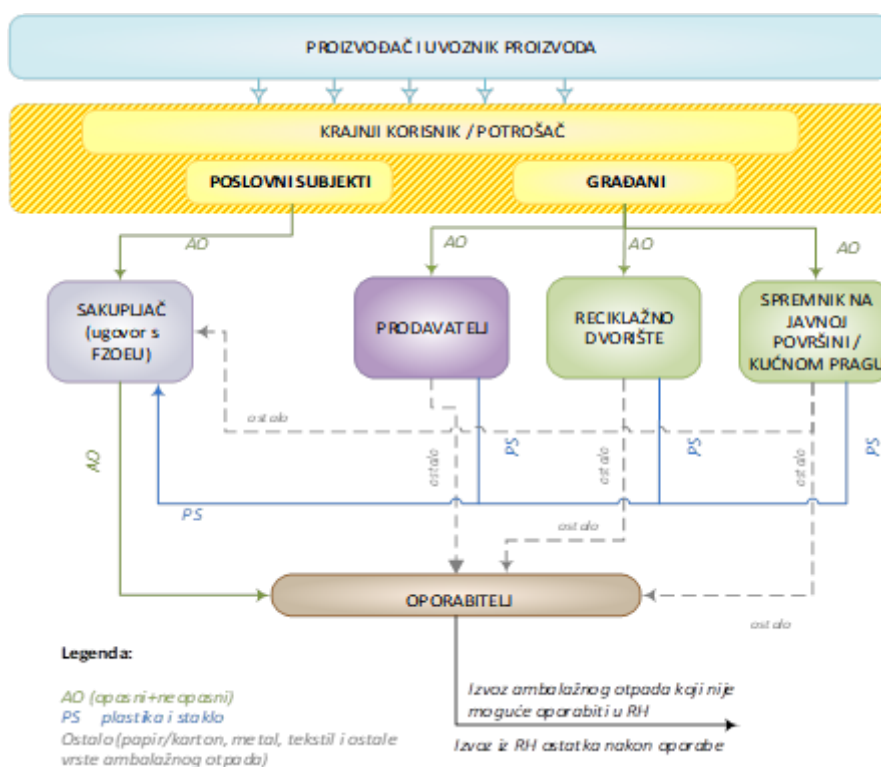 PROIZVOĐAČ I UVOZNIK PROIZVODA
KRAJNJI KORISNIK / POTROŠAČ
POSLOVNI SUBJEKTI
GRAĐANI
AO
AO
AO
AO
SAKUPLJAČ
(ugovor s
FZOEU)
PRODAVATELJ
RECIKLAŽNO
DVORIŠTE
SPREMNIK NA
JAVNOJ
POVRŠINI /
KUĆNOM PRAGU
ostalo
AO
ostalo
PS
ostalo
PS
ostalo
PS
PS
ostalo
OPORABITELJ
ostalo
Legenda:
AO (opasni+neopasni)
PS plastika i staklo
Ostalo (papir/karton, metal, tekstil i ostale
vrste ambalažnog otpada)
Izvoz ambalažnog otpada koji nije
moguće oporabiti u RH
Izvoz iz RH ostatka nakon oporabe